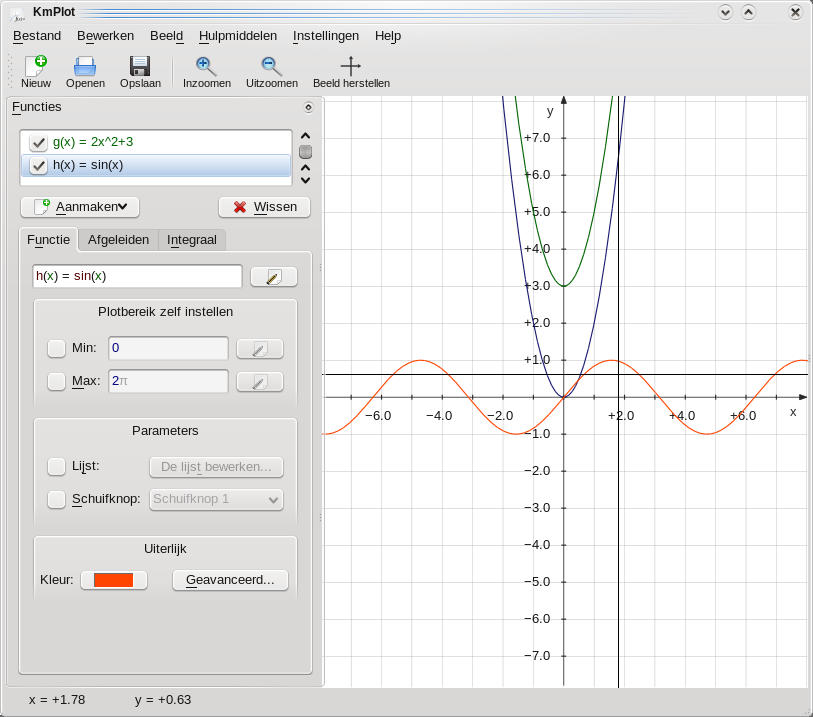 KmPlot
Bestand Bewerken Beeld Hulpmiddelen Instellingen Help
Nieuw Openen Opslaan Inzoomen Uitzoomen Beeld herstellen
Functies
g(x) = 2x^2+3
h(x) = sin(x)
Aanmaken Wissen
Functie Afgeleiden Integraal
h(x) = sin(x)
Plotbereik zelf instellen
Min: 0
Max: 2π
Parameters
Lijst: De lijst bewerken...
Schuifknop: Schuifknop 1
Uiterlijk
Kleur: Geavanceerd...
y
+7.0
+6.0
+5.0
+4.0
+3.0
+2.0
+1.0
−6.0 −4.0 −2.0 +2.0 +4.0 +6.0 x
−1.0
−2.0
−3.0
−4.0
−5.0
−6.0
−7.0
x = +1.78 y = +0.63